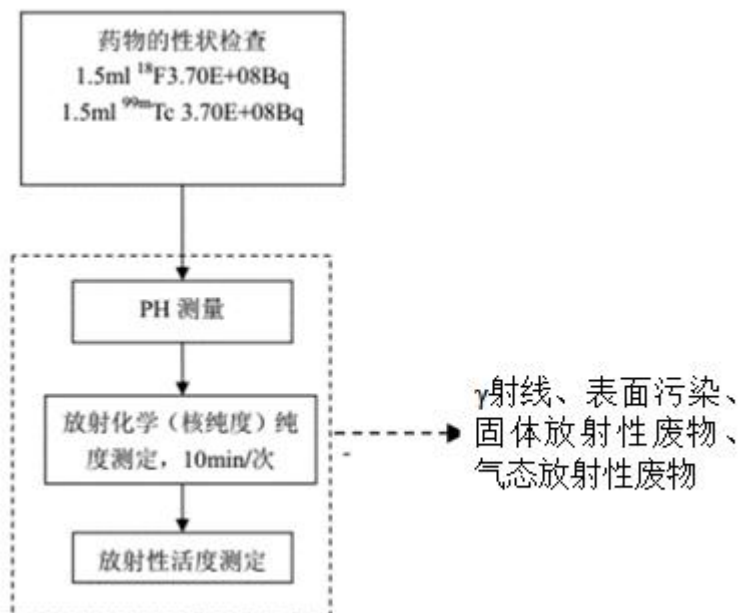 药物的性状检查
1.5ml ¹⁸F3.70E+08Bq
1.5ml ⁹⁹ᵐTc 3.70E+08Bq
PH 测量
放射化学（核纯度）纯
度测定，10min/次
γ射线、表面污染、
固体放射性废物、
气态放射性废物
放射性活度测定